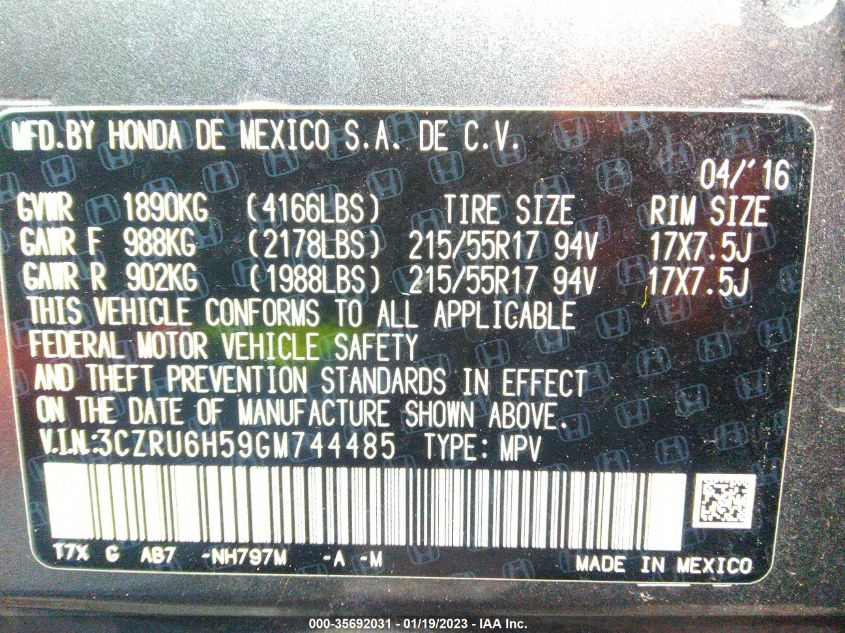 MFD.BY HONDA DE MEXICO S.A. DE C.V.
04/'16
GVWR 1890KG (4166LBS) TIRE SIZE RIM SIZE
GAWR F 988KG (2178LBS) 215/55R17 94V 17X7.5J
GAWR R 902KG (1988LBS) 215/55R17 94V 17X7.5J
THIS VEHICLE CONFORMS TO ALL APPLICABLE
FEDERAL MOTOR VEHICLE SAFETY
AND THEFT PREVENTION STANDARDS IN EFFECT
ON THE DATE OF MANUFACTURE SHOWN ABOVE.
V.I.N.:3CZRU6H59GM744485 TYPE: MPV
T7X G AB7 -NH797M -A -M
MADE IN MEXICO
000-35692031 - 01/19/2023 - IAA Inc.